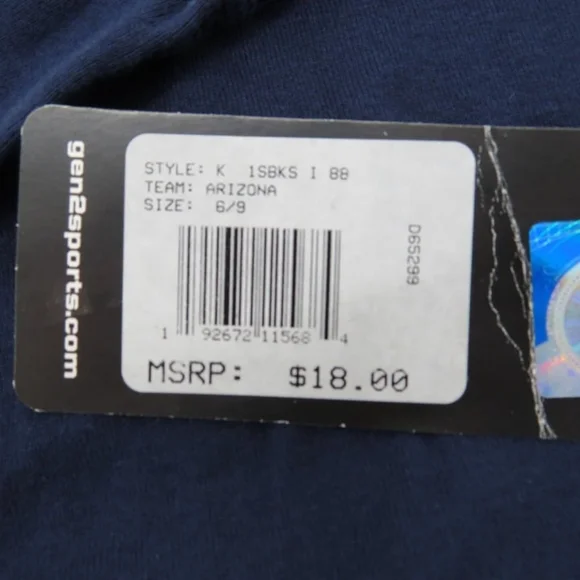 gen2sports.com
STYLE: K 1SBKS I 88
TEAM: ARIZONA
SIZE: 6/9
D65299
1 92672 11568 4
MSRP: $18.00